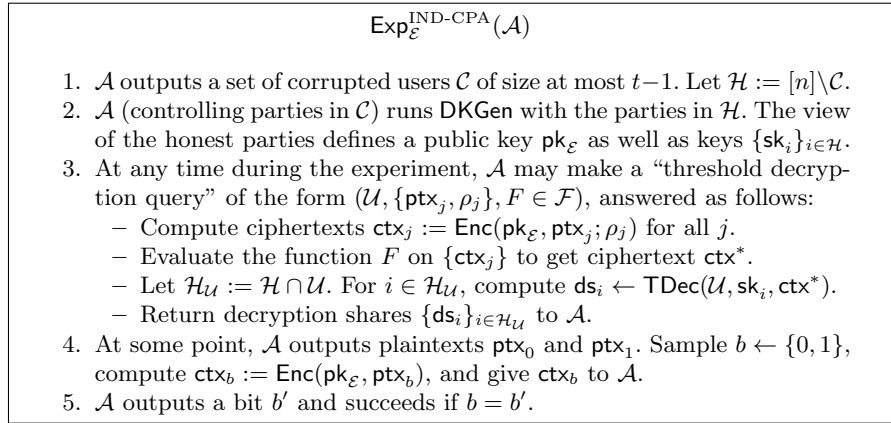 Exp_ℰ^{IND-CPA}(𝒜)
1. 𝒜 outputs a set of corrupted users 𝒞 of size at most t−1. Let ℋ := [n]\𝒞.
2. 𝒜 (controlling parties in 𝒞) runs DKGen with the parties in ℋ. The view
of the honest parties defines a public key pk_ℰ as well as keys {sk_i}_{i∈ℋ}.
3. At any time during the experiment, 𝒜 may make a “threshold decryp-
tion query” of the form (𝒰, {ptx_j, ρ_j}, F ∈ ℱ), answered as follows:
– Compute ciphertexts ctx_j := Enc(pk_ℰ, ptx_j; ρ_j) for all j.
– Evaluate the function F on {ctx_j} to get ciphertext ctx*.
– Let ℋ_𝒰 := ℋ ∩ 𝒰. For i ∈ ℋ_𝒰, compute ds_i ← TDec(𝒰, sk_i, ctx*).
– Return decryption shares {ds_i}_{i∈ℋ_𝒰} to 𝒜.
4. At some point, 𝒜 outputs plaintexts ptx_0 and ptx_1. Sample b ← {0, 1},
compute ctx_b := Enc(pk_ℰ, ptx_b), and give ctx_b to 𝒜.
5. 𝒜 outputs a bit b′ and succeeds if b = b′.